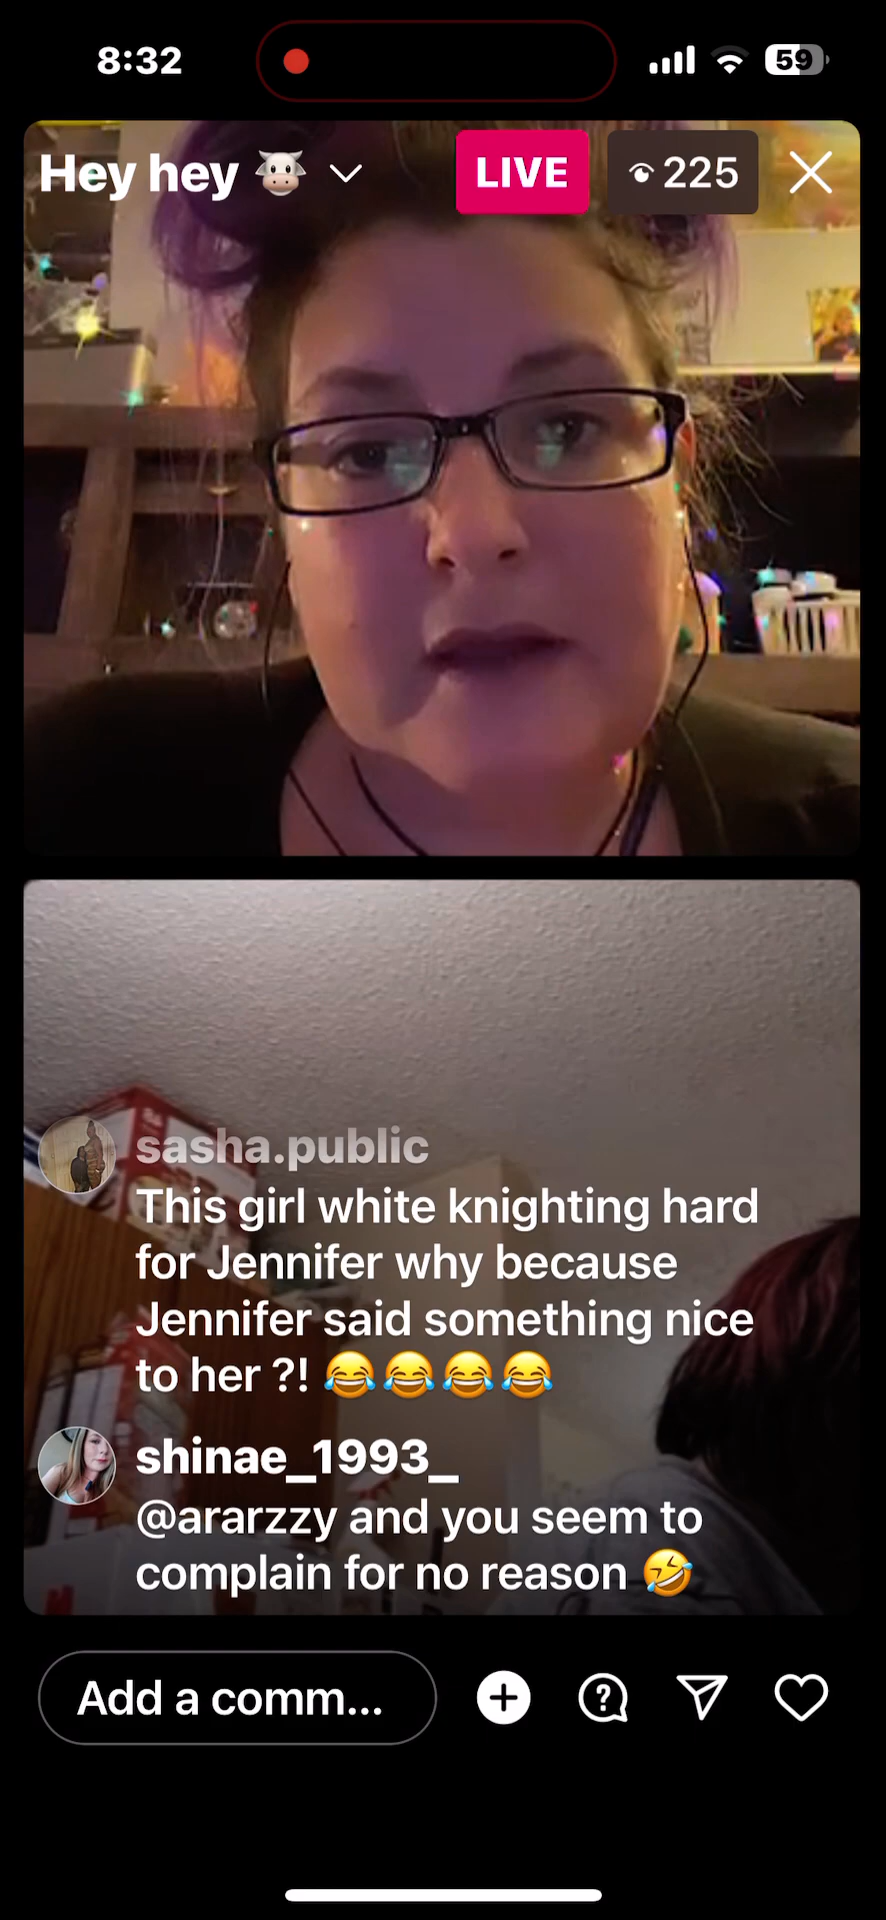 8:32
59
Hey hey 🐮
LIVE
225
sasha.public
This girl white knighting hard
for Jennifer why because
Jennifer said something nice
to her ?! 😂😂😂😂
shinae_1993_
@ararzzy and you seem to
complain for no reason 🤣
Add a comm...